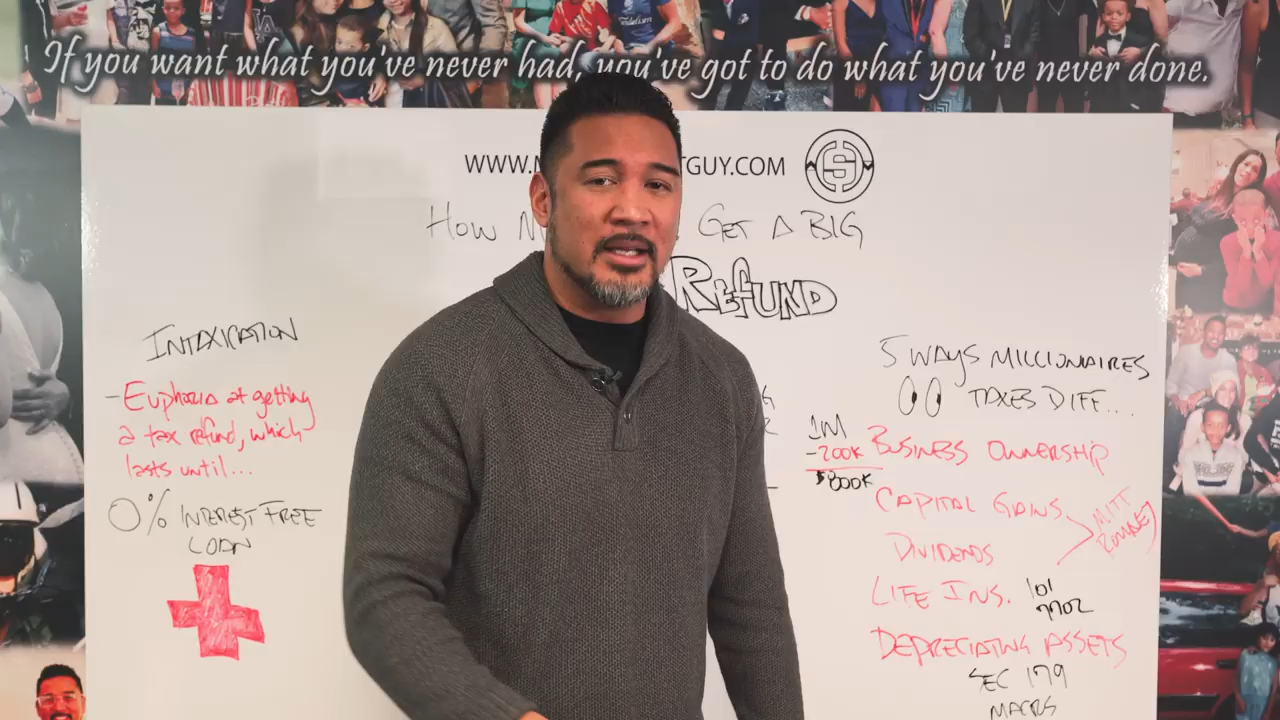 If you want what you've never had, you've got to do what you've never done.
WWW. GUY.COM
How GET A BIG
REFUND
INTAXICATION
- Euphoria at getting
a tax refund, which
lasts until...
0% INTEREST FREE
LOAN
5 WAYS MILLIONAIRES
TAXES DIFF...
1M
-200K
$800K
BUSINESS OWNERSHIP
CAPITAL GAINS
MITT
ROMNEY
DIVIDENDS
LIFE INS. 101
7702
DEPRECIATING ASSETS
SEC 179
MACRS